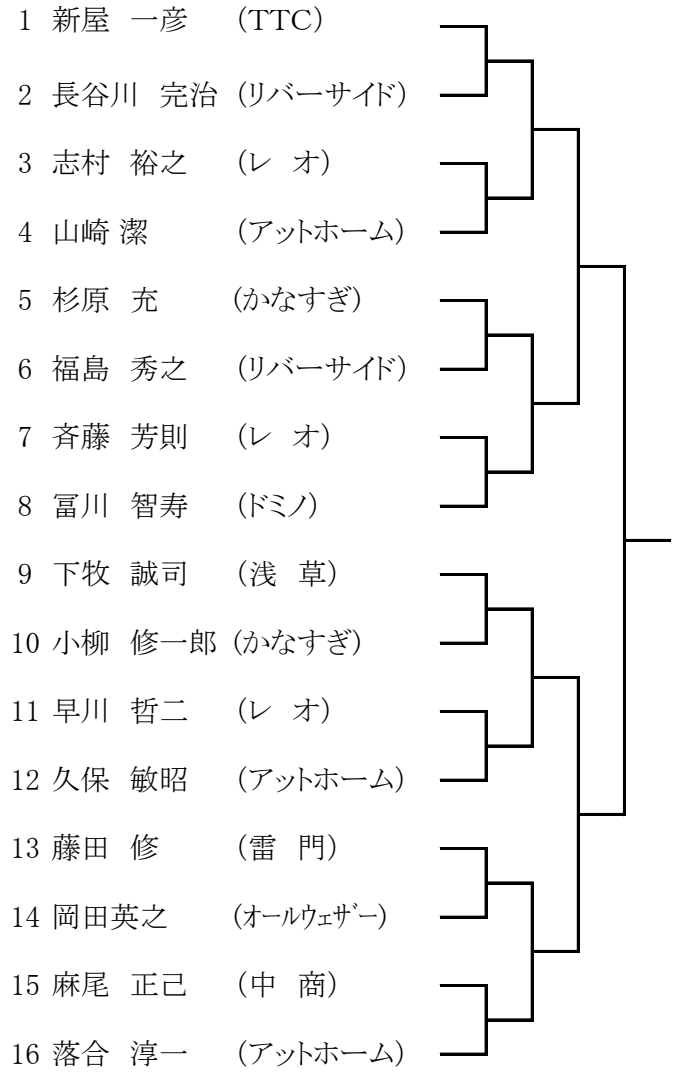 1 新屋 一彦 (TTC)
2 長谷川 完治 (リバーサイド)
3 志村 裕之 (レ オ)
4 山崎 潔 (アットホーム)
5 杉原 充 (かなすぎ)
6 福島 秀之 (リバーサイド)
7 斉藤 芳則 (レ オ)
8 冨川 智寿 (ドミノ)
9 下牧 誠司 (浅 草)
10 小柳 修一郎 (かなすぎ)
11 早川 哲二 (レ オ)
12 久保 敏昭 (アットホーム)
13 藤田 修 (雷 門)
14 岡田英之 (オールウェザー)
15 麻尾 正己 (中 商)
16 落合 淳一 (アットホーム)